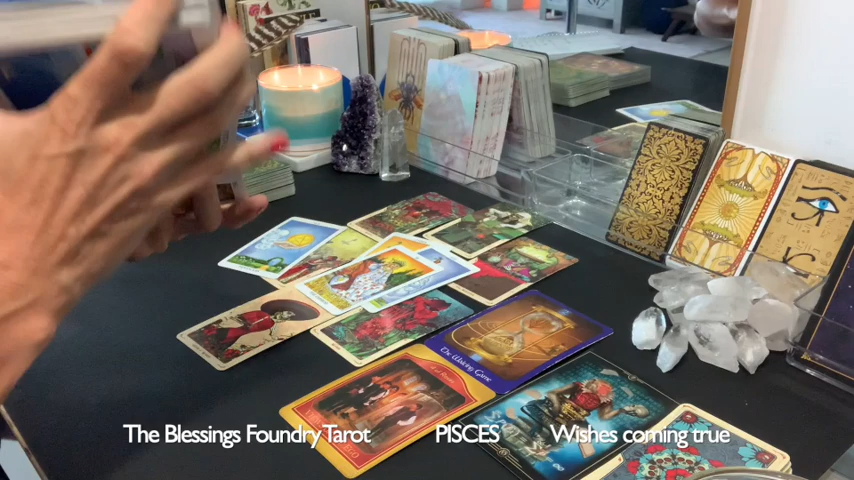 The Waiting Game
The Blessings Foundry Tarot PISCES Wishes coming true